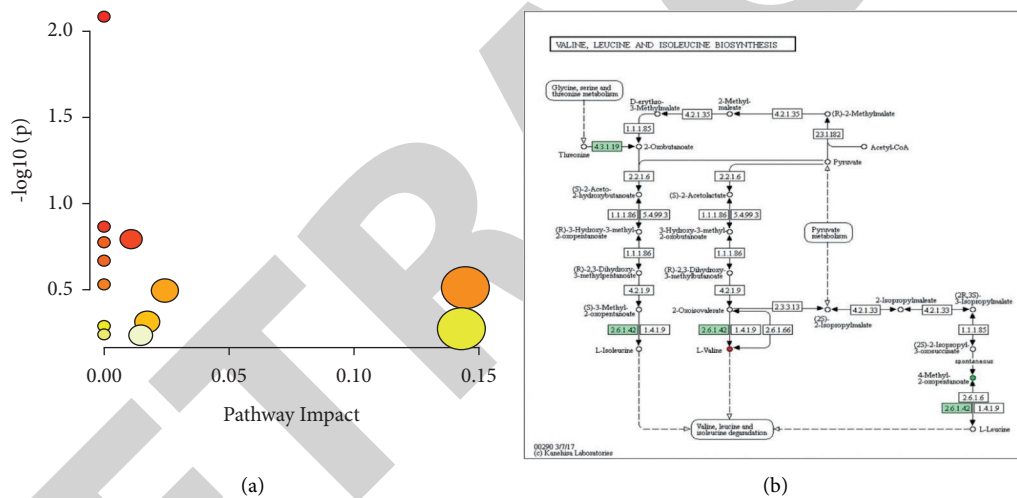 2.0
1.5
1.0
0.5
-log10 (p)
0.00
0.05
0.10
0.15
Pathway Impact
(a)
VALINE, LEUCINE AND ISOLEUCINE BIOSYNTHESIS
Glycine, serine and
threonine metabolism
D-erythro-
3-Methylmalate
4.2.1.35
2-Methyl-
maleate
4.2.1.35
(R)-2-Methylmalate
1.1.1.85
2.3.1.182
Threonine
4.3.1.19
2-Oxobutanoate
Acetyl-CoA
Pyruvate
2.2.1.6
2.2.1.6
(S)-2-Aceto-
2-hydroxybutanoate
(S)-2-Acetolactate
1.1.1.86
5.4.99.3
1.1.1.86
5.4.99.3
(R)-3-Hydroxy-3-methyl-
2-oxopentanoate
3-Hydroxy-3-methyl-
2-oxobutanoate
Pyruvate
metabolism
1.1.1.86
1.1.1.86
(R)-2,3-Dihydroxy-
3-methylpentanoate
(R)-2,3-Dihydroxy-
3-methylbutanoate
4.2.1.9
4.2.1.9
(S)-3-Methyl-
2-oxopentanoate
2-Oxoisovalerate
2.3.3.13
(2S)-
2-Isopropylmalate
4.2.1.33
2-Isopropylmaleate
4.2.1.33
(2R,3S)-
3-Isopropylmalate
2.6.1.42
1.4.1.9
2.6.1.42
1.4.1.9
2.6.1.66
1.1.1.85
L-Isoleucine
L-Valine
(2S)-2-Isopropyl-
3-oxosuccinate
spontaneous
4-Methyl-
2-oxopentanoate
2.6.1.6
2.6.1.42
1.4.1.9
L-Leucine
Valine, leucine and
isoleucine degradation
00290 3/7/17
(c) Kanehisa Laboratories
(b)